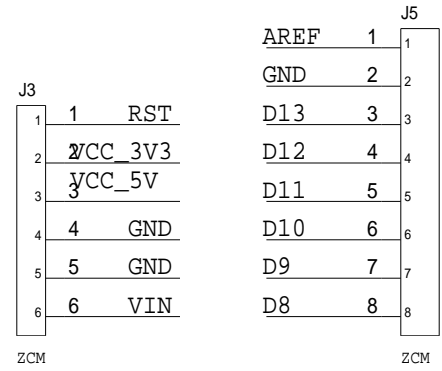 J3
1 1 RST
2 2 VCC_3V3
3 3 VCC_5V
4 4 GND
5 5 GND
6 6 VIN
ZCM
J5
AREF 1 1
GND 2 2
D13 3 3
D12 4 4
D11 5 5
D10 6 6
D9 7 7
D8 8 8
ZCM